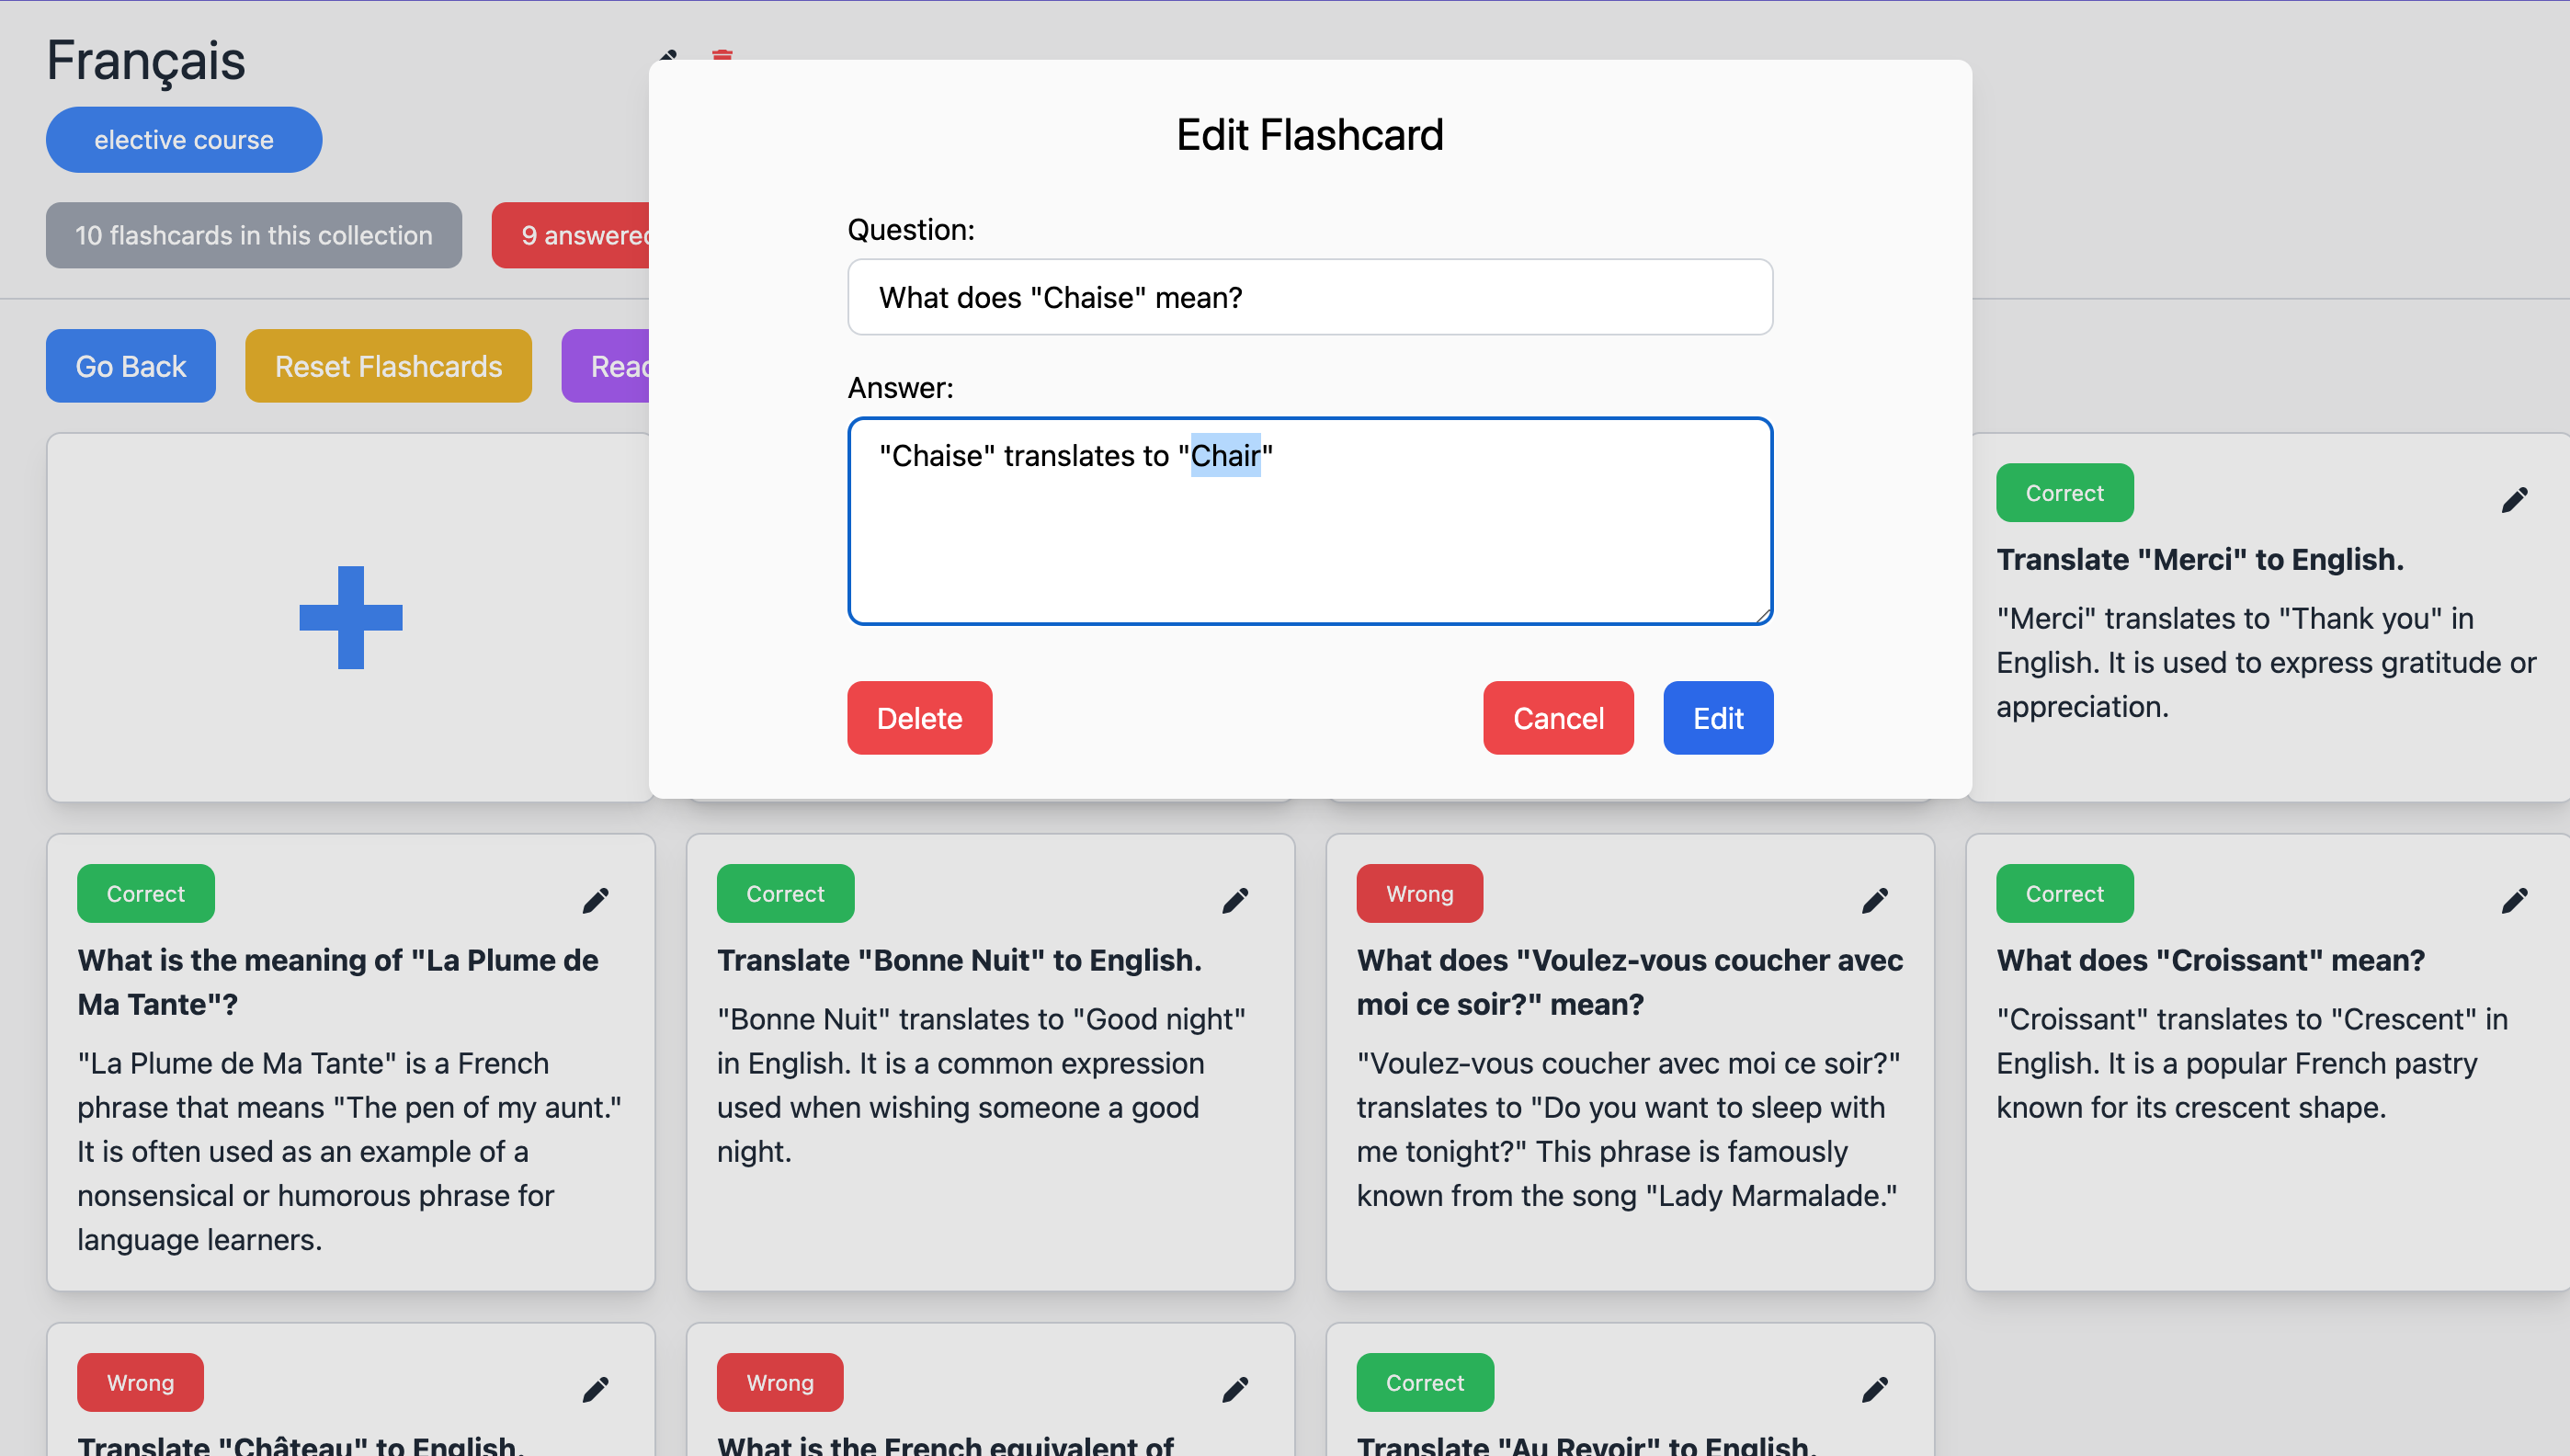 Français
elective course
10 flashcards in this collection
9 answered
Go Back
Reset Flashcards
Edit Flashcard
Question:
What does "Chaise" mean?
Answer:
"Chaise" translates to "Chair"
Delete
Cancel
Edit
Correct
Translate "Merci" to English.
"Merci" translates to "Thank you" in
English. It is used to express gratitude or
appreciation.
Correct
What is the meaning of "La Plume de
Ma Tante"?
"La Plume de Ma Tante" is a French
phrase that means "The pen of my aunt."
It is often used as an example of a
nonsensical or humorous phrase for
language learners.
Correct
Translate "Bonne Nuit" to English.
"Bonne Nuit" translates to "Good night"
in English. It is a common expression
used when wishing someone a good
night.
Wrong
What does "Voulez-vous coucher avec
moi ce soir?" mean?
"Voulez-vous coucher avec moi ce soir?"
translates to "Do you want to sleep with
me tonight?" This phrase is famously
known from the song "Lady Marmalade."
Correct
What does "Croissant" mean?
"Croissant" translates to "Crescent" in
English. It is a popular French pastry
known for its crescent shape.
Wrong
Translate "Château" to English.
Wrong
What is the French equivalent of
Correct
Translate "Au Revoir" to English.